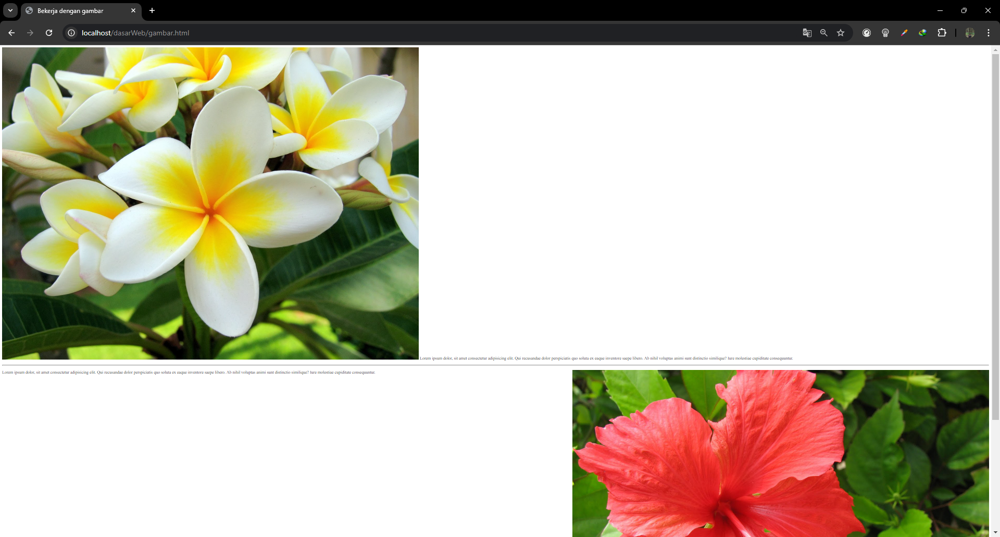 Bekerja dengan gambar
localhost/dasarWeb/gambar.html
Lorem ipsum dolor, sit amet consectetur adipisicing elit. Qui recusandae dolor perspiciatis quo soluta ex eaque inventore saepe libero. Ab nihil voluptas animi sunt distinctio similique? Iure molestiae cupiditate consequuntur.
Lorem ipsum dolor, sit amet consectetur adipisicing elit. Qui recusandae dolor perspiciatis quo soluta ex eaque inventore saepe libero. Ab nihil voluptas animi sunt distinctio similique? Iure molestiae cupiditate consequuntur.